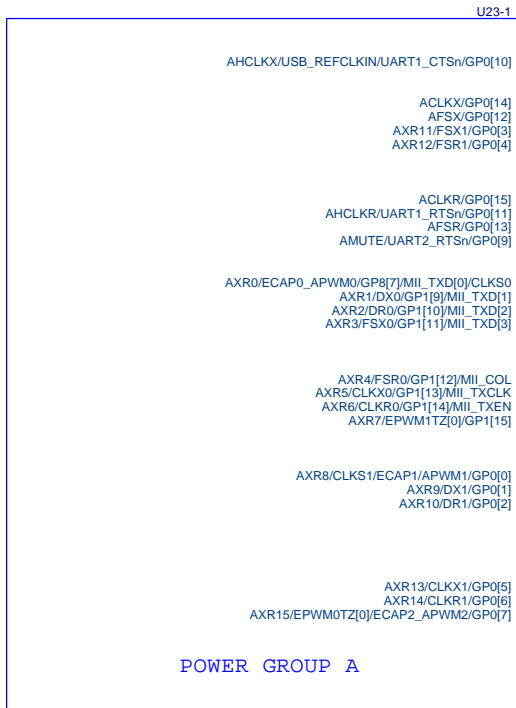 U23-1
AHCLKX/USB_REFCLKIN/UART1_CTSn/GP0[10]
ACLKX/GP0[14]
AFSX/GP0[12]
AXR11/FSX1/GP0[3]
AXR12/FSR1/GP0[4]
ACLKR/GP0[15]
AHCLKR/UART1_RTSn/GP0[11]
AFSR/GP0[13]
AMUTE/UART2_RTSn/GP0[9]
AXR0/ECAP0_APWM0/GP8[7]/MII_TXD[0]/CLKS0
AXR1/DX0/GP1[9]/MII_TXD[1]
AXR2/DR0/GP1[10]/MII_TXD[2]
AXR3/FSX0/GP1[11]/MII_TXD[3]
AXR4/FSR0/GP1[12]/MII_COL
AXR5/CLKX0/GP1[13]/MII_TXCLK
AXR6/CLKR0/GP1[14]/MII_TXEN
AXR7/EPWM1TZ[0]/GP1[15]
AXR8/CLKS1/ECAP1/APWM1/GP0[0]
AXR9/DX1/GP0[1]
AXR10/DR1/GP0[2]
AXR13/CLKX1/GP0[5]
AXR14/CLKR1/GP0[6]
AXR15/EPWM0TZ[0]/ECAP2_APWM2/GP0[7]
POWER GROUP A